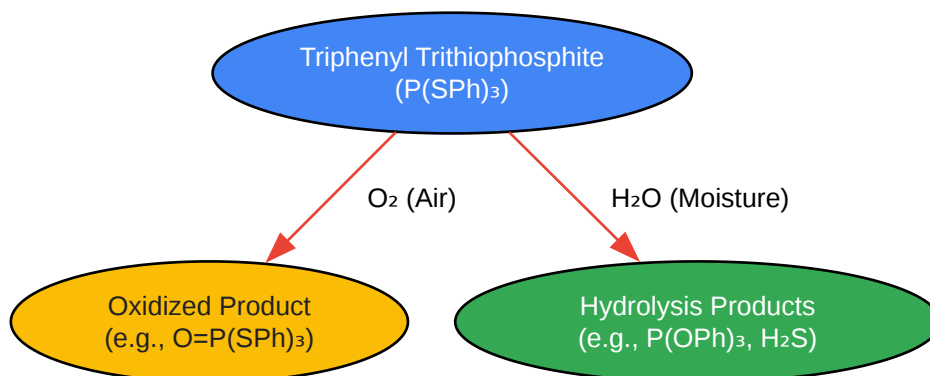 Triphenyl Trithiophosphite
(P(SPh)₃)
O₂ (Air)
H₂O (Moisture)
Oxidized Product
(e.g., O=P(SPh)₃)
Hydrolysis Products
(e.g., P(OPh)₃, H₂S)